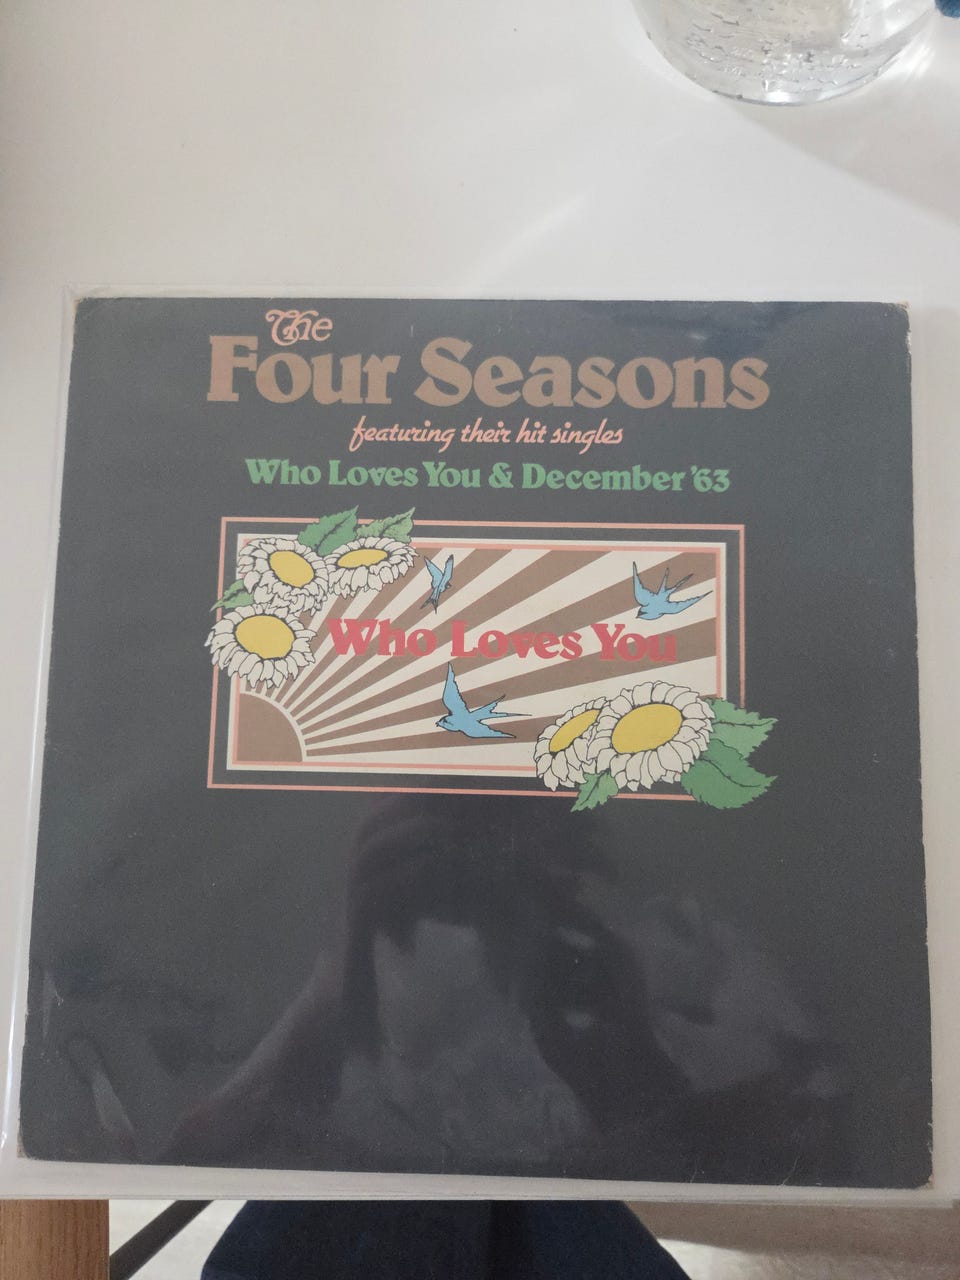 The
Four Seasons
featuring their hit singles
Who Loves You & December '63
Who Loves You